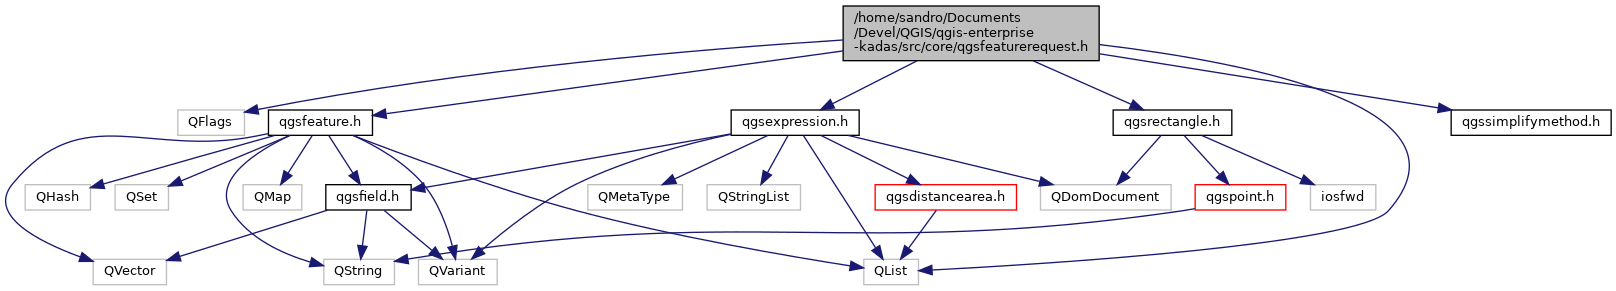 /home/sandro/Documents
/Devel/QGIS/qgis-enterprise
-kadas/src/core/qgsfeaturerequest.h
QFlags
qgsfeature.h
qgsexpression.h
qgsrectangle.h
qgssimplifymethod.h
QHash
QSet
QMap
qgsfield.h
QMetaType
QStringList
qgsdistancearea.h
QDomDocument
qgspoint.h
iosfwd
QVector
QString
QVariant
QList